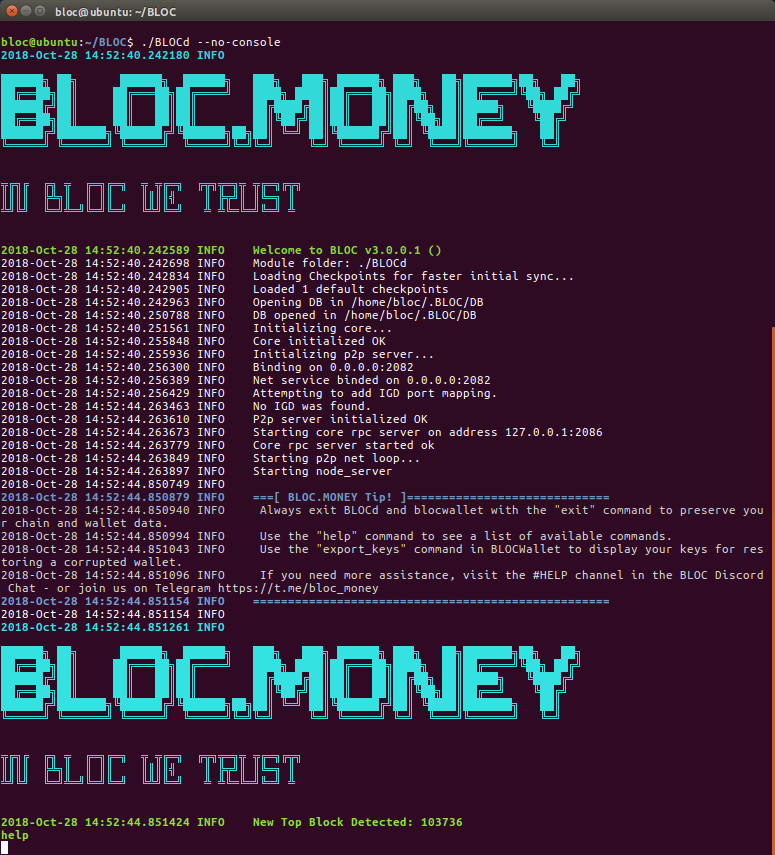 bloc@ubuntu: ~/BLOC
bloc@ubuntu:~/BLOC$ ./BLOCd --no-console
2018-Oct-28 14:52:40.242180 INFO
BLOC.MONEY
IN BLOC WE TRUST
2018-Oct-28 14:52:40.242589 INFO    Welcome to BLOC v3.0.0.1 ()
2018-Oct-28 14:52:40.242698 INFO    Module folder: ./BLOCd
2018-Oct-28 14:52:40.242834 INFO    Loading Checkpoints for faster initial sync...
2018-Oct-28 14:52:40.242905 INFO    Loaded 1 default checkpoints
2018-Oct-28 14:52:40.242963 INFO    Opening DB in /home/bloc/.BLOC/DB
2018-Oct-28 14:52:40.250788 INFO    DB opened in /home/bloc/.BLOC/DB
2018-Oct-28 14:52:40.251561 INFO    Initializing core...
2018-Oct-28 14:52:40.255848 INFO    Core initialized OK
2018-Oct-28 14:52:40.255936 INFO    Initializing p2p server...
2018-Oct-28 14:52:40.256300 INFO    Binding on 0.0.0.0:2082
2018-Oct-28 14:52:40.256389 INFO    Net service binded on 0.0.0.0:2082
2018-Oct-28 14:52:40.256429 INFO    Attempting to add IGD port mapping.
2018-Oct-28 14:52:44.263463 INFO    No IGD was found.
2018-Oct-28 14:52:44.263610 INFO    P2p server initialized OK
2018-Oct-28 14:52:44.263673 INFO    Starting core rpc server on address 127.0.0.1:2086
2018-Oct-28 14:52:44.263779 INFO    Core rpc server started ok
2018-Oct-28 14:52:44.263849 INFO    Starting p2p net loop...
2018-Oct-28 14:52:44.263897 INFO    Starting node_server
2018-Oct-28 14:52:44.850749 INFO
2018-Oct-28 14:52:44.850879 INFO    ===[ BLOC.MONEY Tip! ]=============================
2018-Oct-28 14:52:44.850940 INFO     Always exit BLOCd and blocwallet with the "exit" command to preserve you
r chain and wallet data.
2018-Oct-28 14:52:44.850994 INFO     Use the "help" command to see a list of available commands.
2018-Oct-28 14:52:44.851043 INFO     Use the "export_keys" command in BLOCWallet to display your keys for res
toring a corrupted wallet.
2018-Oct-28 14:52:44.851096 INFO     If you need more assistance, visit the #HELP channel in the BLOC Discord
 Chat - or join us on Telegram https://t.me/bloc_money
2018-Oct-28 14:52:44.851154 INFO    ===================================================
2018-Oct-28 14:52:44.851154 INFO
2018-Oct-28 14:52:44.851261 INFO
BLOC.MONEY
IN BLOC WE TRUST
2018-Oct-28 14:52:44.851424 INFO    New Top Block Detected: 103736
help